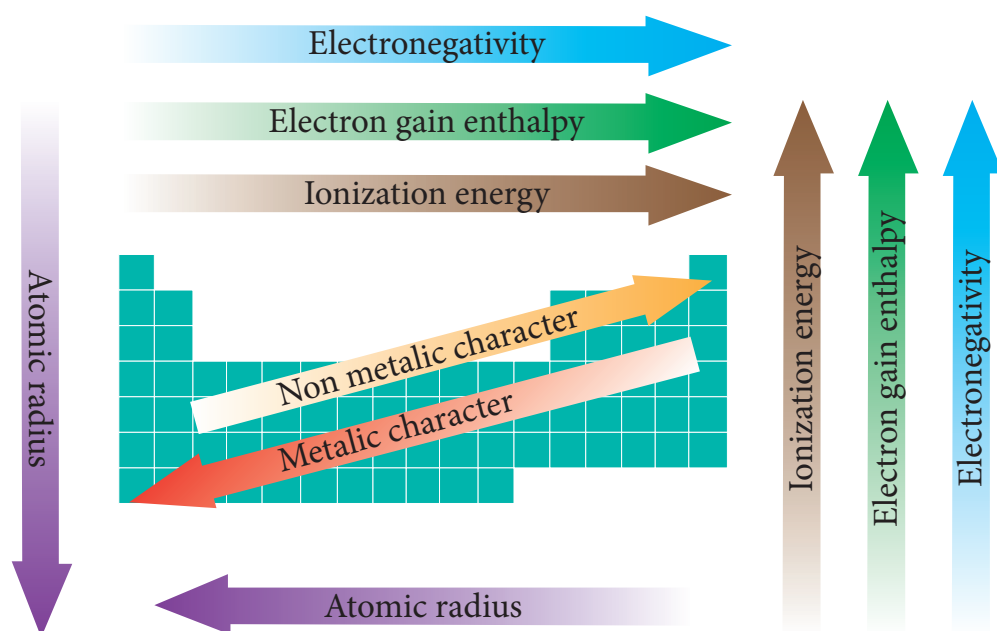 Electronegativity
Electron gain enthalpy
Ionization energy
Atomic radius
Non metalic character
Metalic character
Ionization energy
Electron gain enthalpy
Electronegativity
Atomic radius